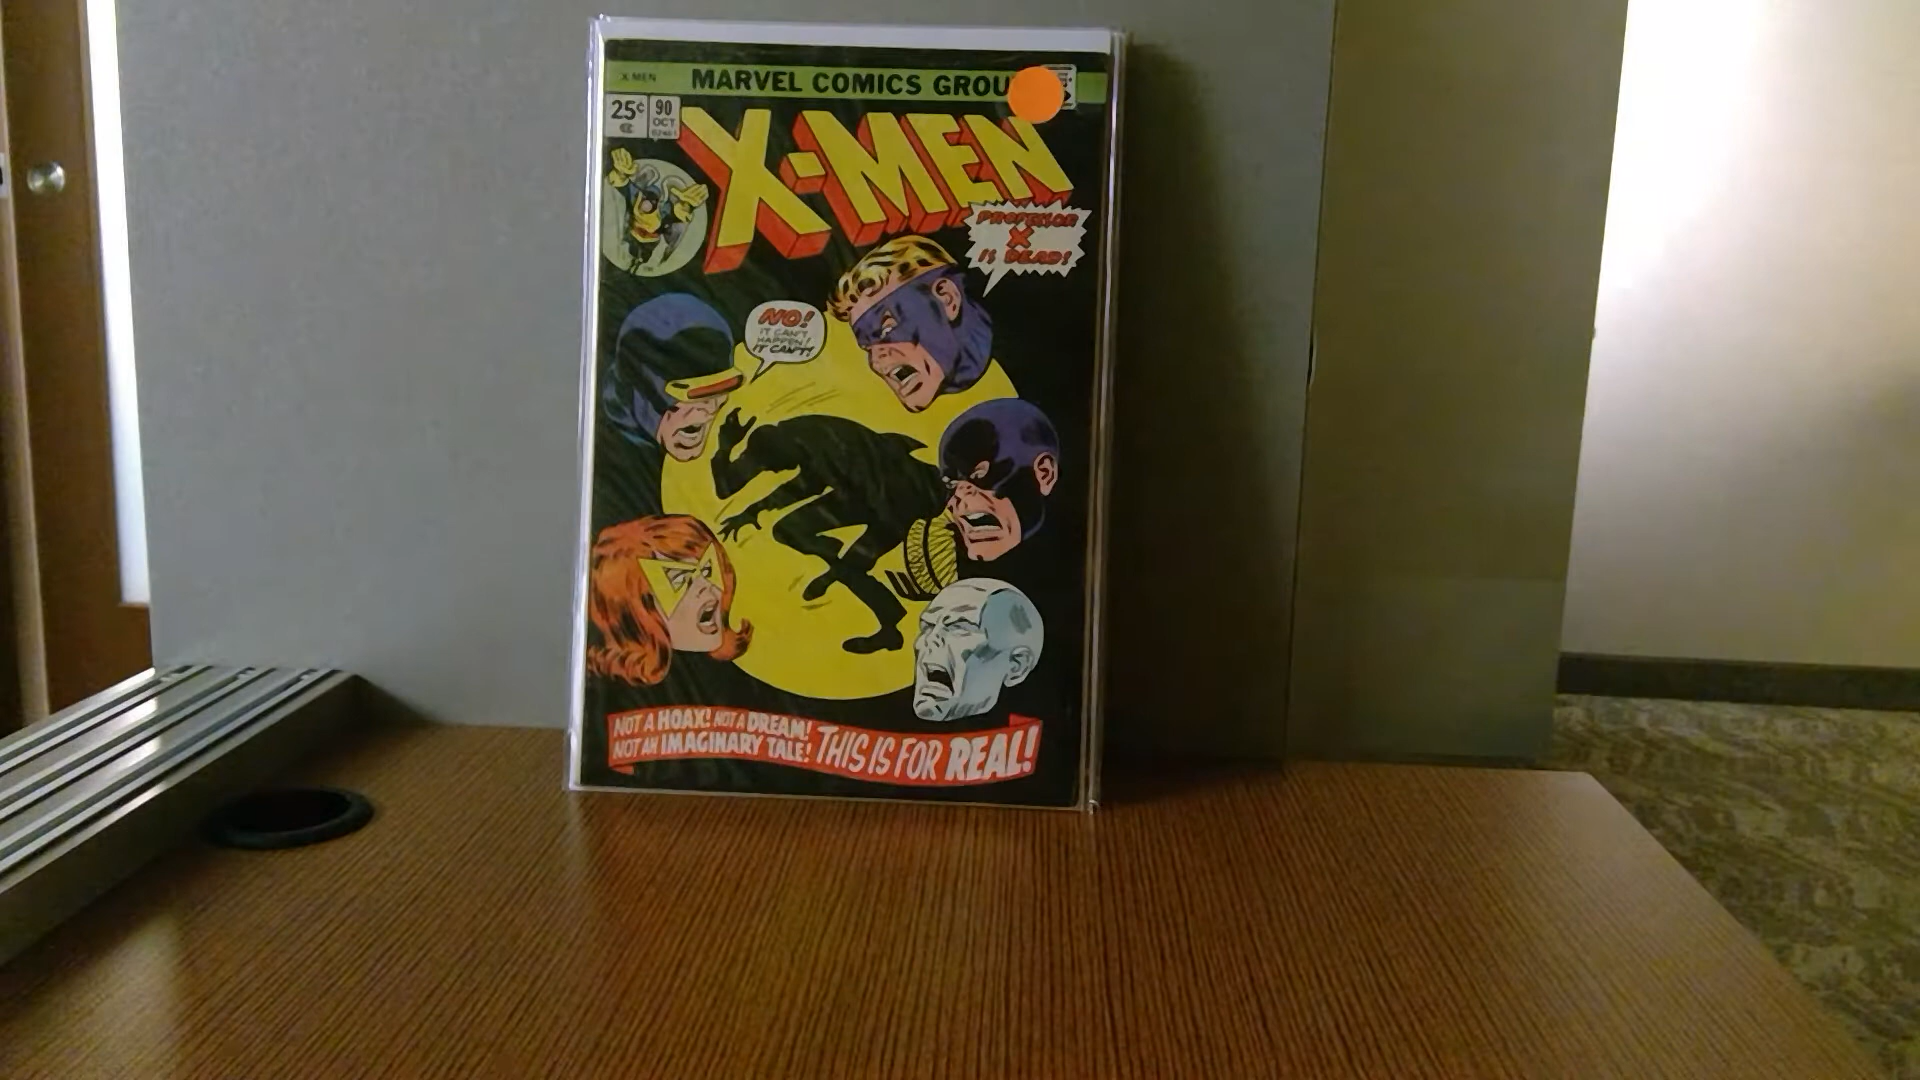 X-MEN
MARVEL COMICS GROU
25¢
90
OCT
X-MEN
PROFESSOR
X
IS DEAD!
NO!
IT CAN'T
HAPPEN!
IT CAN'T!
NOT A HOAX! NOT A DREAM!
NOT AN IMAGINARY TALE! THIS IS FOR REAL!